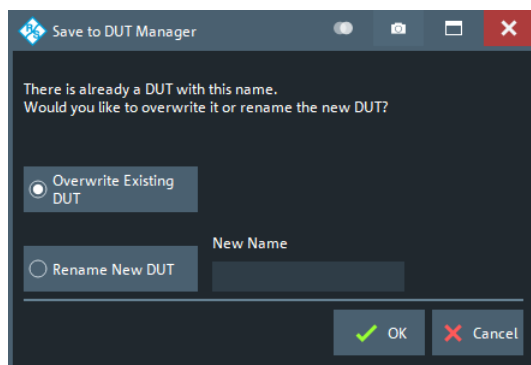 Save to DUT Manager
There is already a DUT with this name.
Would you like to overwrite it or rename the new DUT?
Overwrite Existing
DUT
New Name
Rename New DUT
OK
Cancel